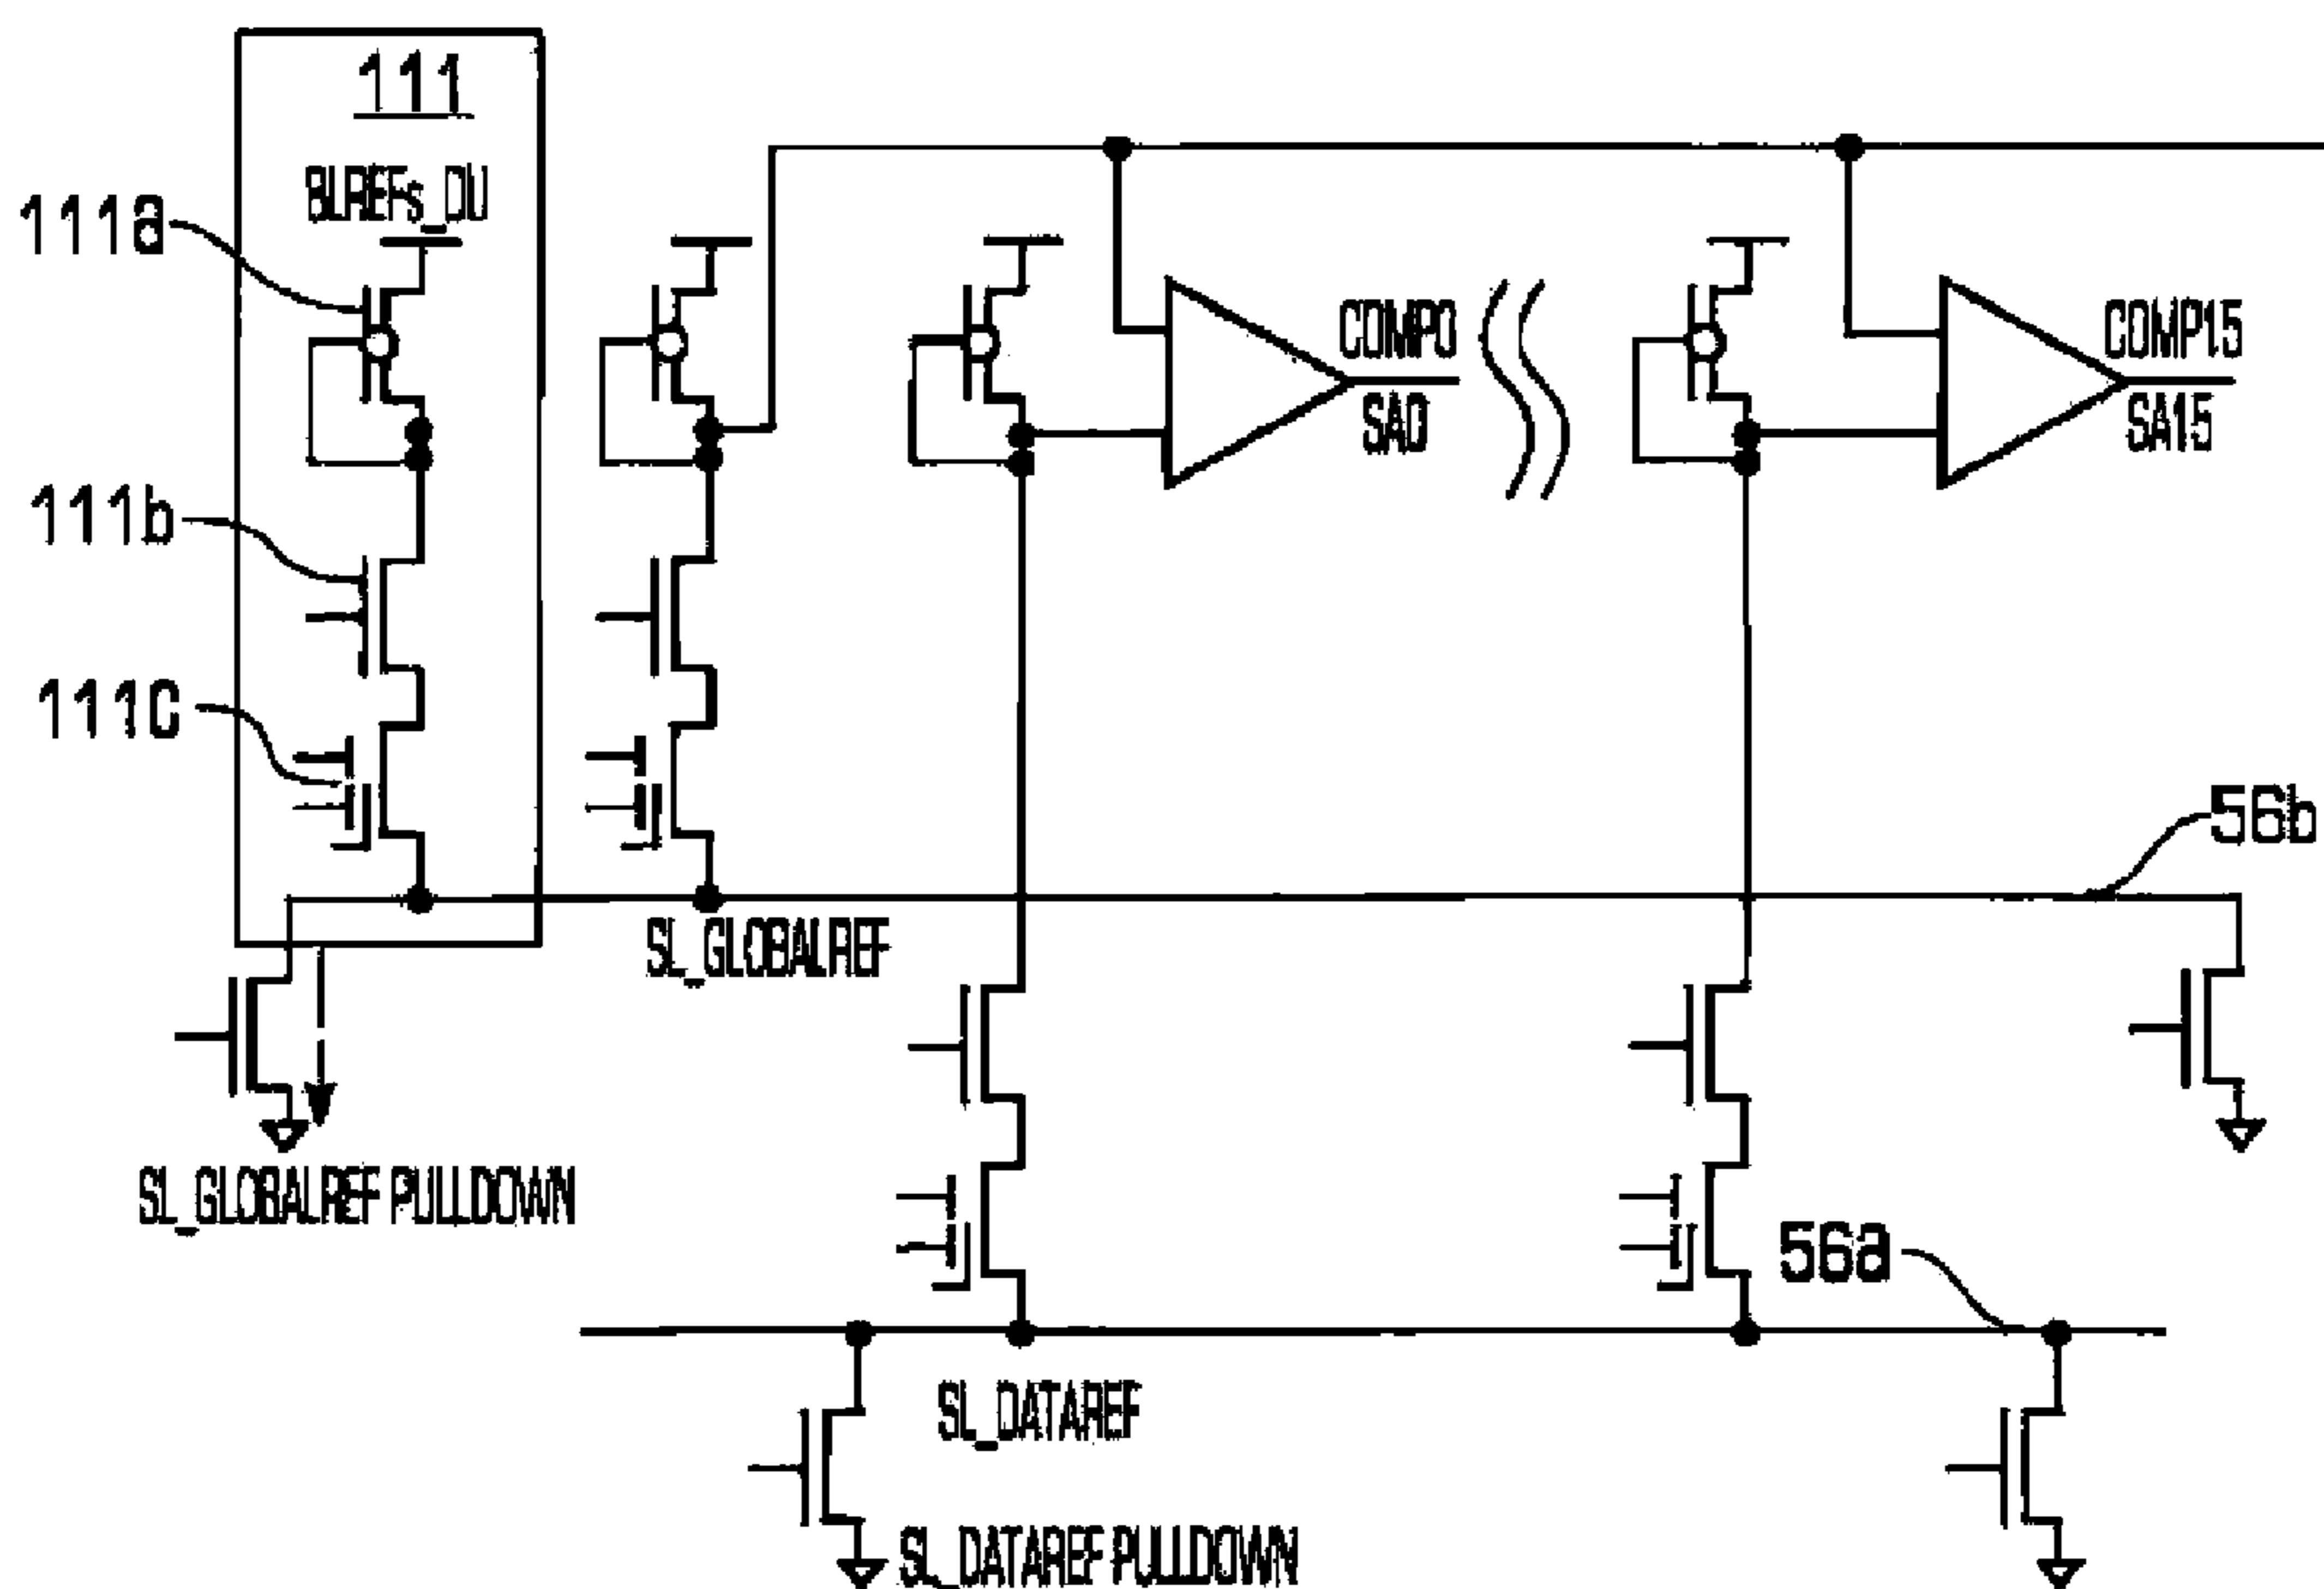 111
BLREFs_DU
111a
COMP0
COMP15
SA0
SA15
111b
111c
56b
SL_GLOBALREF
SL_GLOBALREF PULLDOWN
56a
SL_DATAREF
SL_DATAREF PULLDOWN